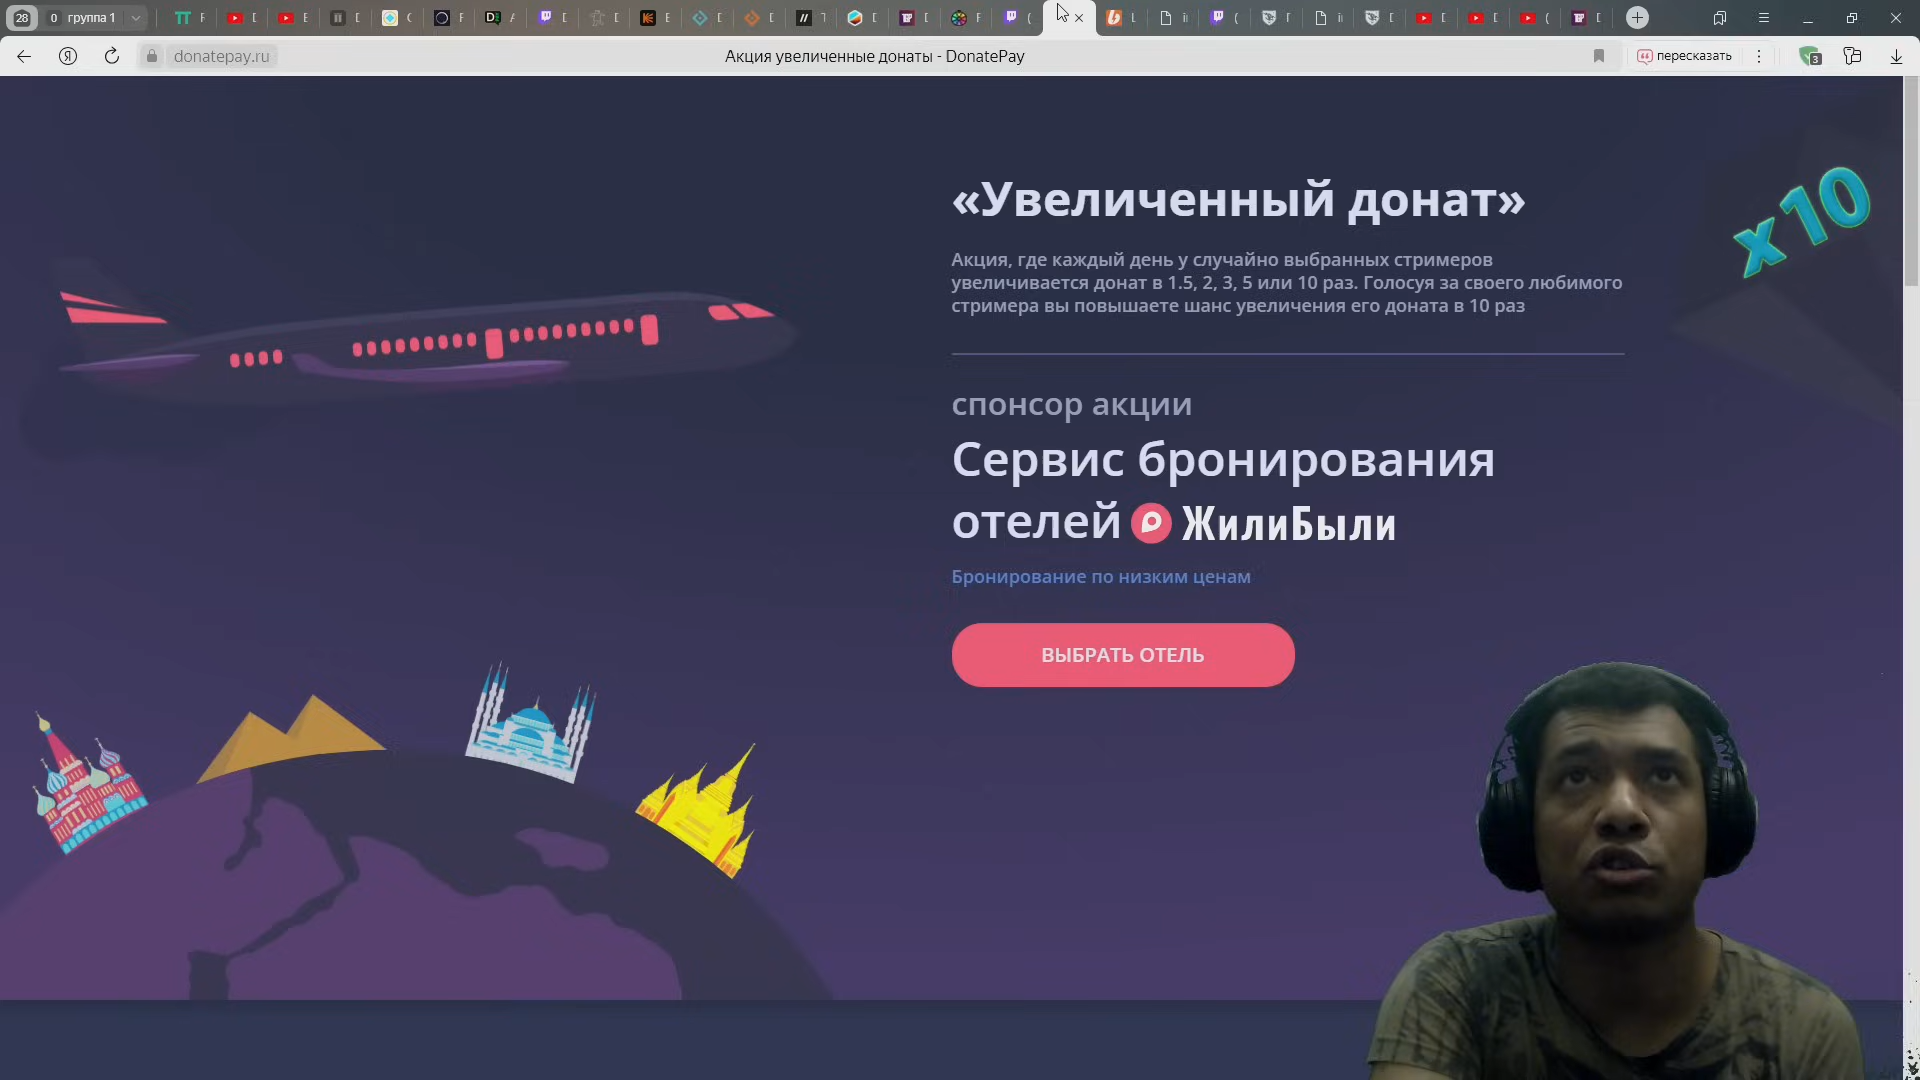 28
0 группа 1
donatepay.ru
Акция увеличенные донаты - DonatePay
пересказать
3
«Увеличенный донат»
x10
Акция, где каждый день у случайно выбранных стримеров
увеличивается донат в 1.5, 2, 3, 5 или 10 раз. Голосуя за своего любимого
стримера вы повышаете шанс увеличения его доната в 10 раз
спонсор акции
Сервис бронирования
отелей ЖилиБыли
Бронирование по низким ценам
ВЫБРАТЬ ОТЕЛЬ